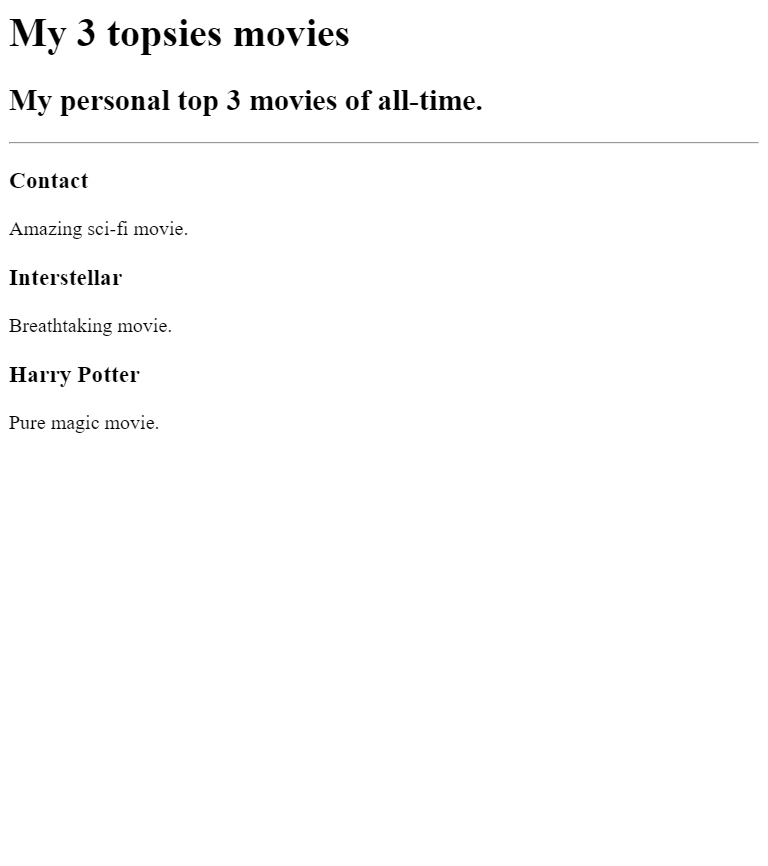 My 3 topsies movies
My personal top 3 movies of all-time.
Contact
Amazing sci-fi movie.
Interstellar
Breathtaking movie.
Harry Potter
Pure magic movie.